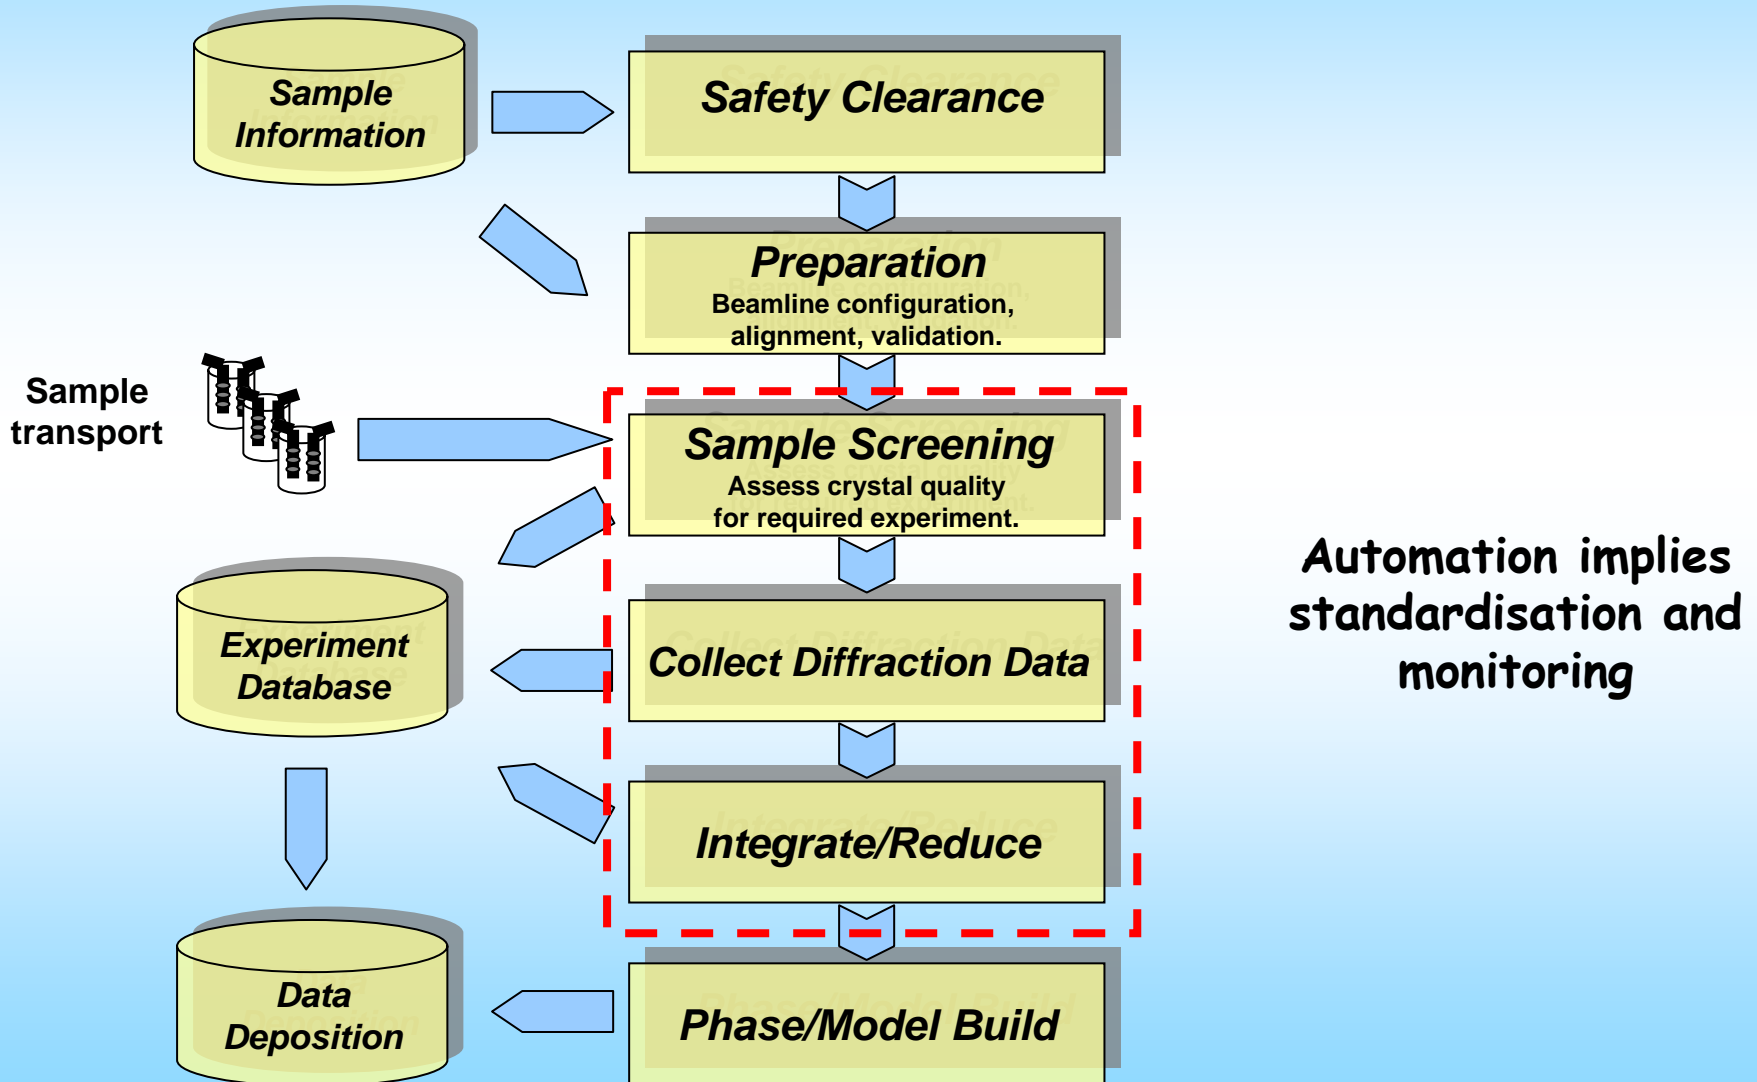 Sample
Information
Safety Clearance
Preparation
Beamline configuration,
alignment, validation.
Sample
transport
Sample Screening
Assess crystal quality
for required experiment.
Experiment
Database
Collect Diffraction Data
Automation implies
standardisation and
monitoring
Integrate/Reduce
Data
Deposition
Phase/Model Build